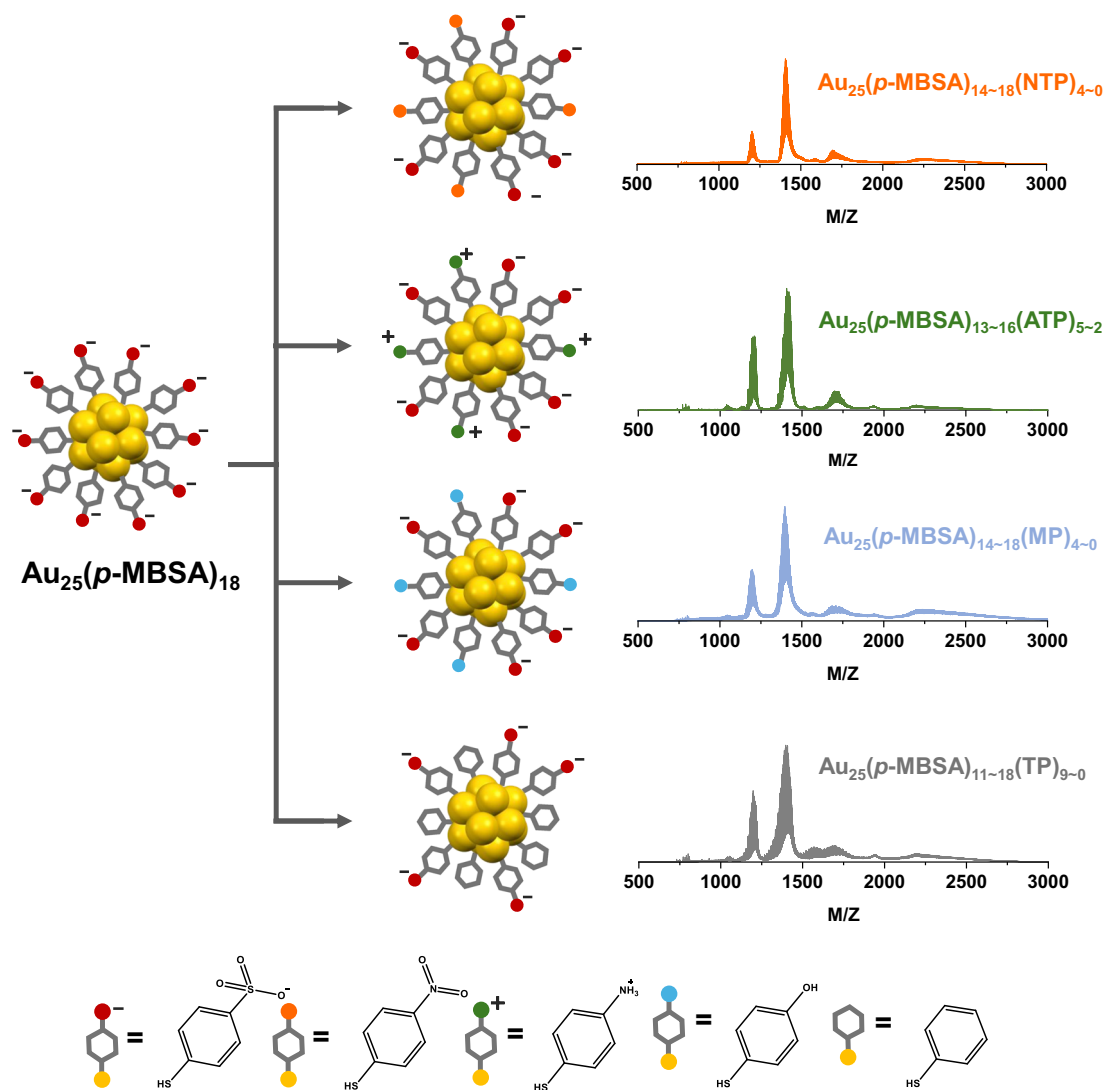 Au25(p-MBSA)18
Au25(p-MBSA)14~18(NTP)4~0
500 1000 1500 2000 2500 3000
M/Z
Au25(p-MBSA)13~16(ATP)5~2
500 1000 1500 2000 2500 3000
M/Z
Au25(p-MBSA)14~18(MP)4~0
500 1000 1500 2000 2500 3000
M/Z
Au25(p-MBSA)11~18(TP)9~0
500 1000 1500 2000 2500 3000
M/Z
− = O O S O- HS
= O N O HS
+ = NH3+ HS
= OH HS
= HS